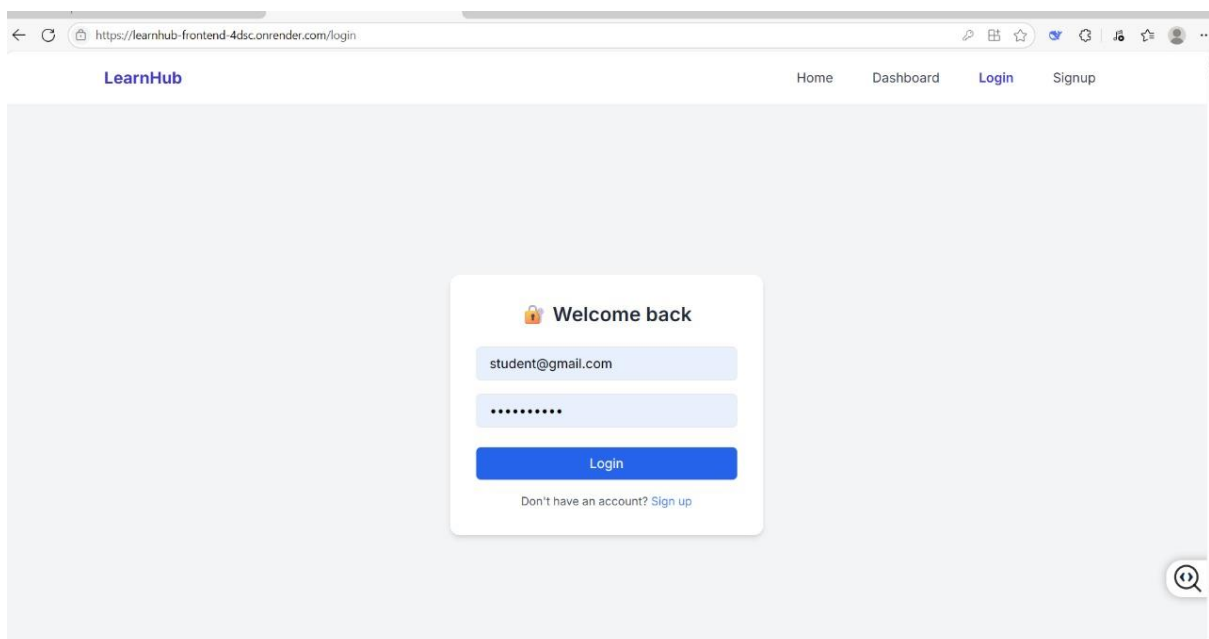 https://learnhub-frontend-4dsc.onrender.com/login
LearnHub Home Dashboard Login Signup
🔐 Welcome back
student@gmail.com
••••••••••
Login
Don't have an account? Sign up